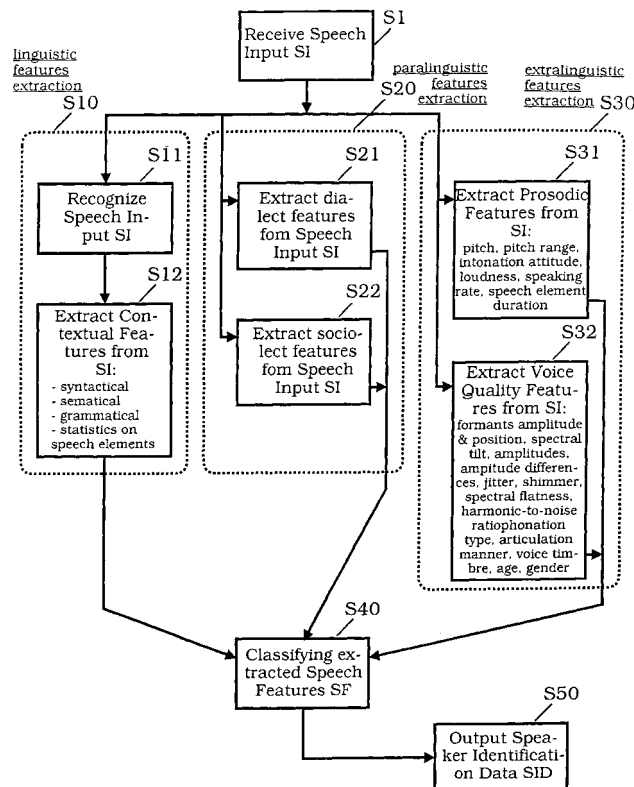 S1
Receive Speech
Input SI
linguistic
features
extraction
S10
paralinguistic
features
extraction
S20
extralinguistic
features
extraction
S30
S11
Recognize
Speech In-
put SI
S12
Extract Con-
textual Fea-
tures from
SI:
- syntactical
- sematical
- grammatical
- statistics on
speech elements
S21
Extract dia-
lect features
fom Speech
Input SI
S22
Extract socio-
lect features
fom Speech
Input SI
S31
Extract Prosodic
Features from
SI:
pitch, pitch range,
intonation attitude,
loudness, speaking
rate, speech element
duration
S32
Extract Voice
Quality Fea-
tures from SI:
formants amplitude
& position, spectral
tilt, amplitudes,
ampitude differen-
ces, jitter, shimmer,
spectral flatness,
harmonic-to-noise
ratiophonation
type, articulation
manner, voice tim-
bre, age, gender
S40
Classifying ex-
tracted Speech
Features SF
S50
Output Spea-
ker Identificati-
on Data SID